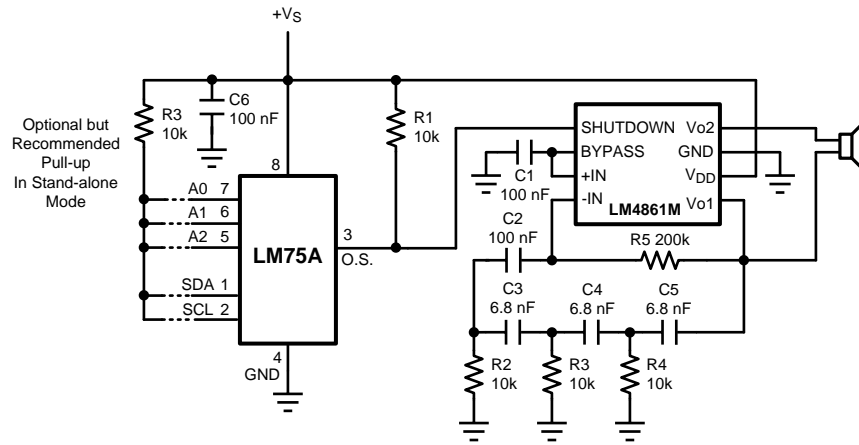 +VS
Optional but
Recommended
Pull-up
In Stand-alone
Mode
R3
10k
C6
100 nF
R1
10k
8
A0 7
A1 6
A2 5
SDA 1
SCL 2
LM75A
3
O.S.
4
GND
SHUTDOWN
BYPASS
+IN
-IN
Vo2
GND
VDD
Vo1
LM4861M
C1
100 nF
C2
100 nF
R5 200k
C3
6.8 nF
C4
6.8 nF
C5
6.8 nF
R2
10k
R3
10k
R4
10k